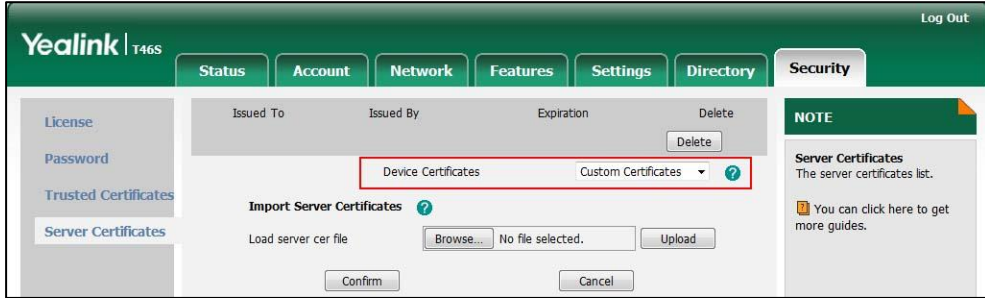 Log Out
Yealink T46S
Status Account Network Features Settings Directory Security
License
Password
Trusted Certificates
Server Certificates
Issued To Issued By Expiration Delete
Delete
Device Certificates Custom Certificates ?
Import Server Certificates ?
Load server cer file Browse... No file selected. Upload
Confirm Cancel
NOTE
Server Certificates
The server certificates list.
? You can click here to get
more guides.